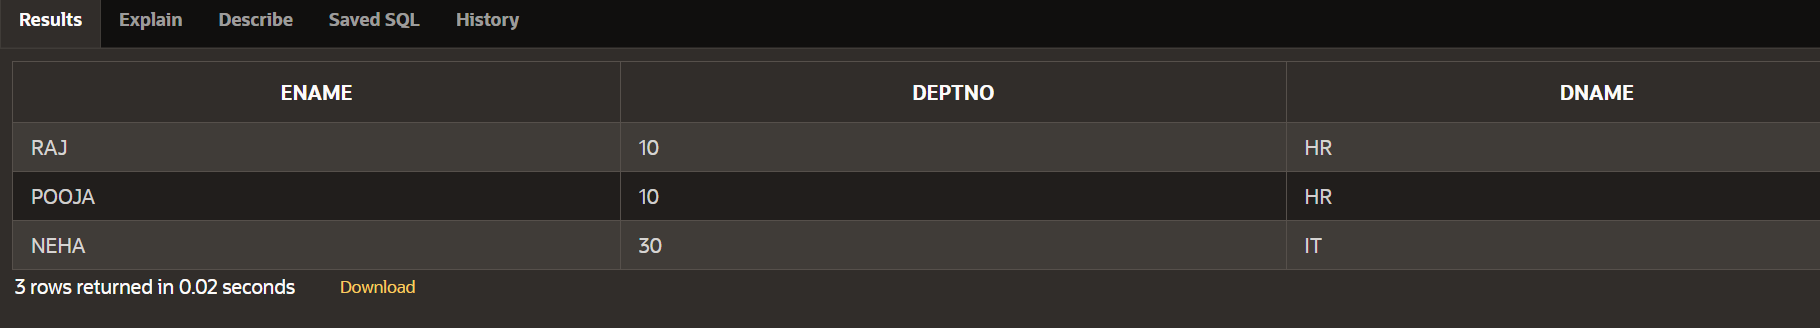 Results Explain Describe Saved SQL History
ENAME DEPTNO DNAME
RAJ 10 HR
POOJA 10 HR
NEHA 30 IT
3 rows returned in 0.02 seconds Download